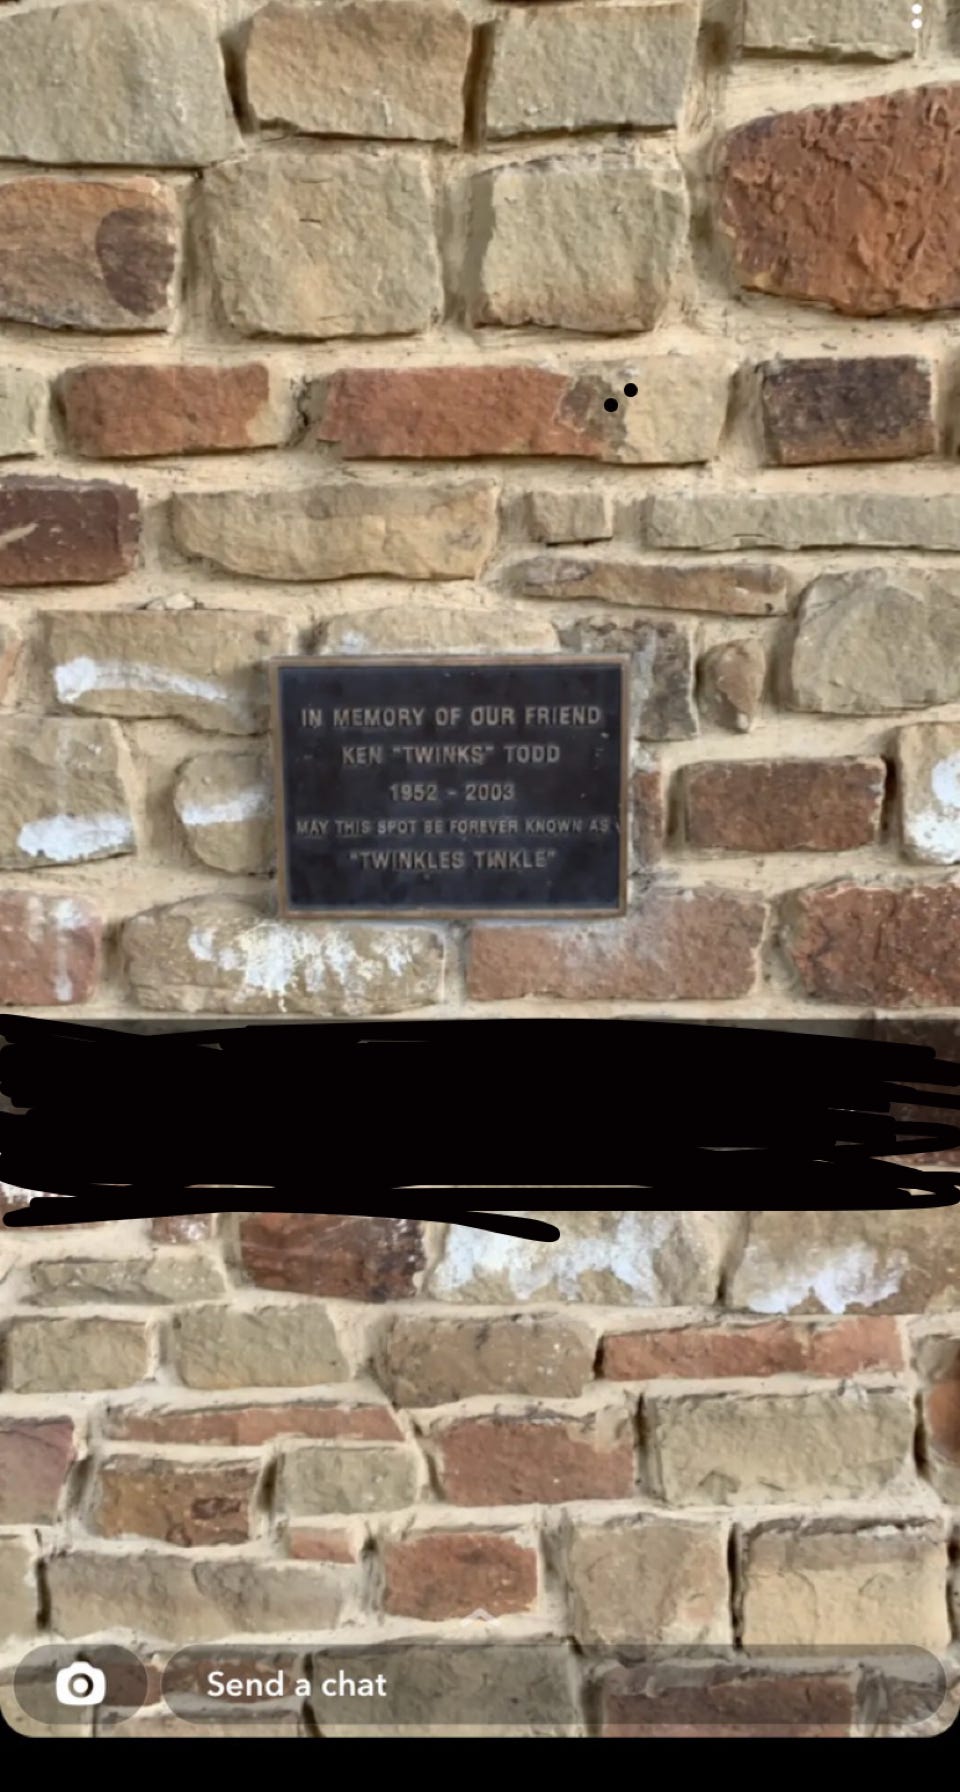 IN MEMORY OF OUR FRIEND
KEN "TWINKS" TODD
1952 - 2003
MAY THIS SPOT BE FOREVER KNOWN AS
"TWINKLES TINKLE"
Send a chat